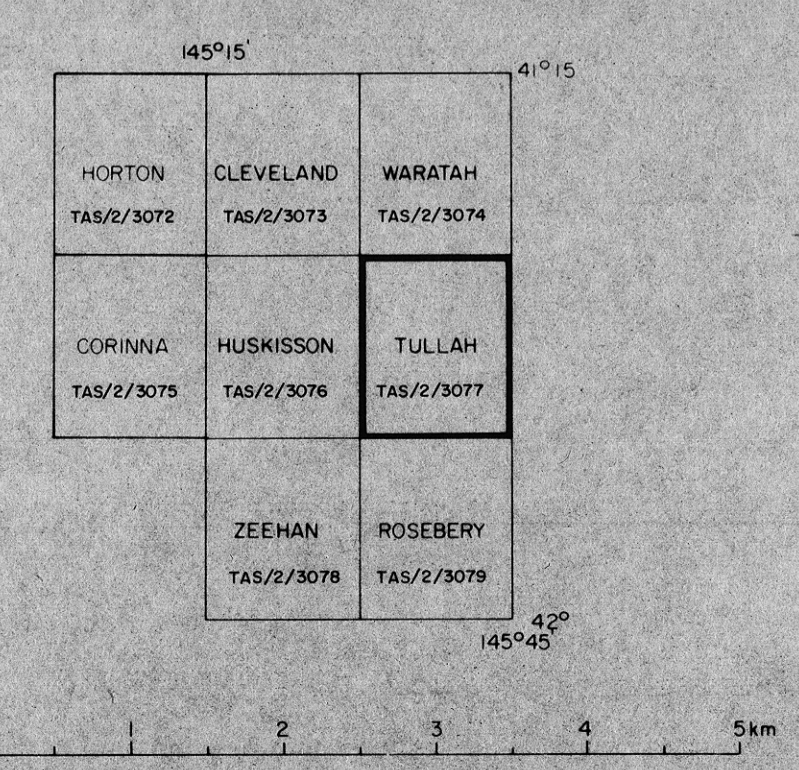 145°15'
41°15
HORTON CLEVELAND WARATAH
TAS/2/3072 TAS/2/3073 TAS/2/3074
CORINNA HUSKISSON TULLAH
TAS/2/3075 TAS/2/3076 TAS/2/3077
ZEEHAN ROSEBERY
TAS/2/3078 TAS/2/3079
42°
145°45'
1 2 3 4 5km